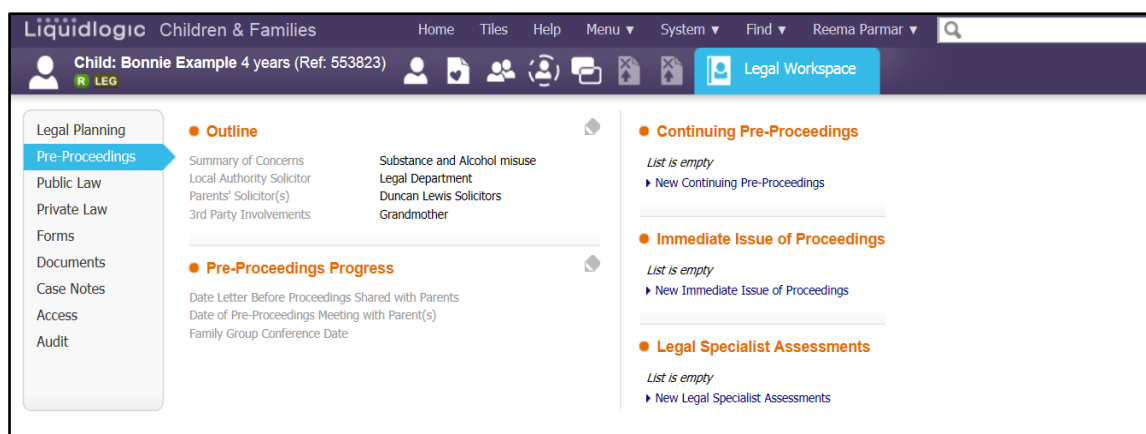 Liquidlogic Children & Families Home Tiles Help Menu ▼ System ▼ Find ▼ Reema Parmar ▼
Child: Bonnie Example 4 years (Ref: 553823)
R LEG
Legal Workspace
Legal Planning
Pre-Proceedings
Public Law
Private Law
Forms
Documents
Case Notes
Access
Audit
Outline
Summary of Concerns Substance and Alcohol misuse
Local Authority Solicitor Legal Department
Parents' Solicitor(s) Duncan Lewis Solicitors
3rd Party Involvements Grandmother
Pre-Proceedings Progress
Date Letter Before Proceedings Shared with Parents
Date of Pre-Proceedings Meeting with Parent(s)
Family Group Conference Date
Continuing Pre-Proceedings
List is empty
New Continuing Pre-Proceedings
Immediate Issue of Proceedings
List is empty
New Immediate Issue of Proceedings
Legal Specialist Assessments
List is empty
New Legal Specialist Assessments